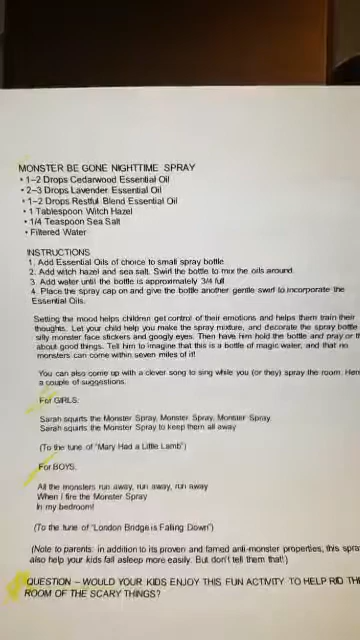 MONSTER BE GONE NIGHTTIME SPRAY
• 1–2 Drops Cedarwood Essential Oil
• 2–3 Drops Lavender Essential Oil
• 1–2 Drops Restful Blend Essential Oil
• 1 Tablespoon Witch Hazel
• 1/4 Teaspoon Sea Salt
• Filtered Water
INSTRUCTIONS
1. Add Essential Oils of choice to small spray bottle
2. Add witch hazel and sea salt. Swirl the bottle to mix the oils around.
3. Add water until the bottle is approximately 3/4 full
4. Place the spray cap on and give the bottle another gentle swirl to incorporate the
Essential Oils.
Setting the mood helps children get control of their emotions and helps them train their
thoughts. Let your child help you make the spray mixture, and decorate the spray bottle
silly monster face stickers and googly eyes. Then have him hold the bottle and pray or
about good things. Tell him to imagine that this is a bottle of magic water, and that no
monsters can come within seven miles of it!
You can also come up with a clever song to sing while you (or they) spray the room.
a couple of suggestions.
For GIRLS:
Sarah squirts the Monster Spray, Monster Spray, Monster Spray
Sarah squirts the Monster Spray to keep them all away
(To the tune of "Mary Had a Little Lamb")
For BOYS:
All the monsters run away, run away, run away
When I fire the Monster Spray
In my bedroom!
(To the tune of "London Bridge is Falling Down")
(Note to parents: in addition to its proven and famed anti-monster properties, this spray
also help your kids fall asleep more easily. But don't tell them that!)
QUESTION – WOULD YOUR KIDS ENJOY THIS FUN ACTIVITY TO HELP RID
ROOM OF THE SCARY THINGS?